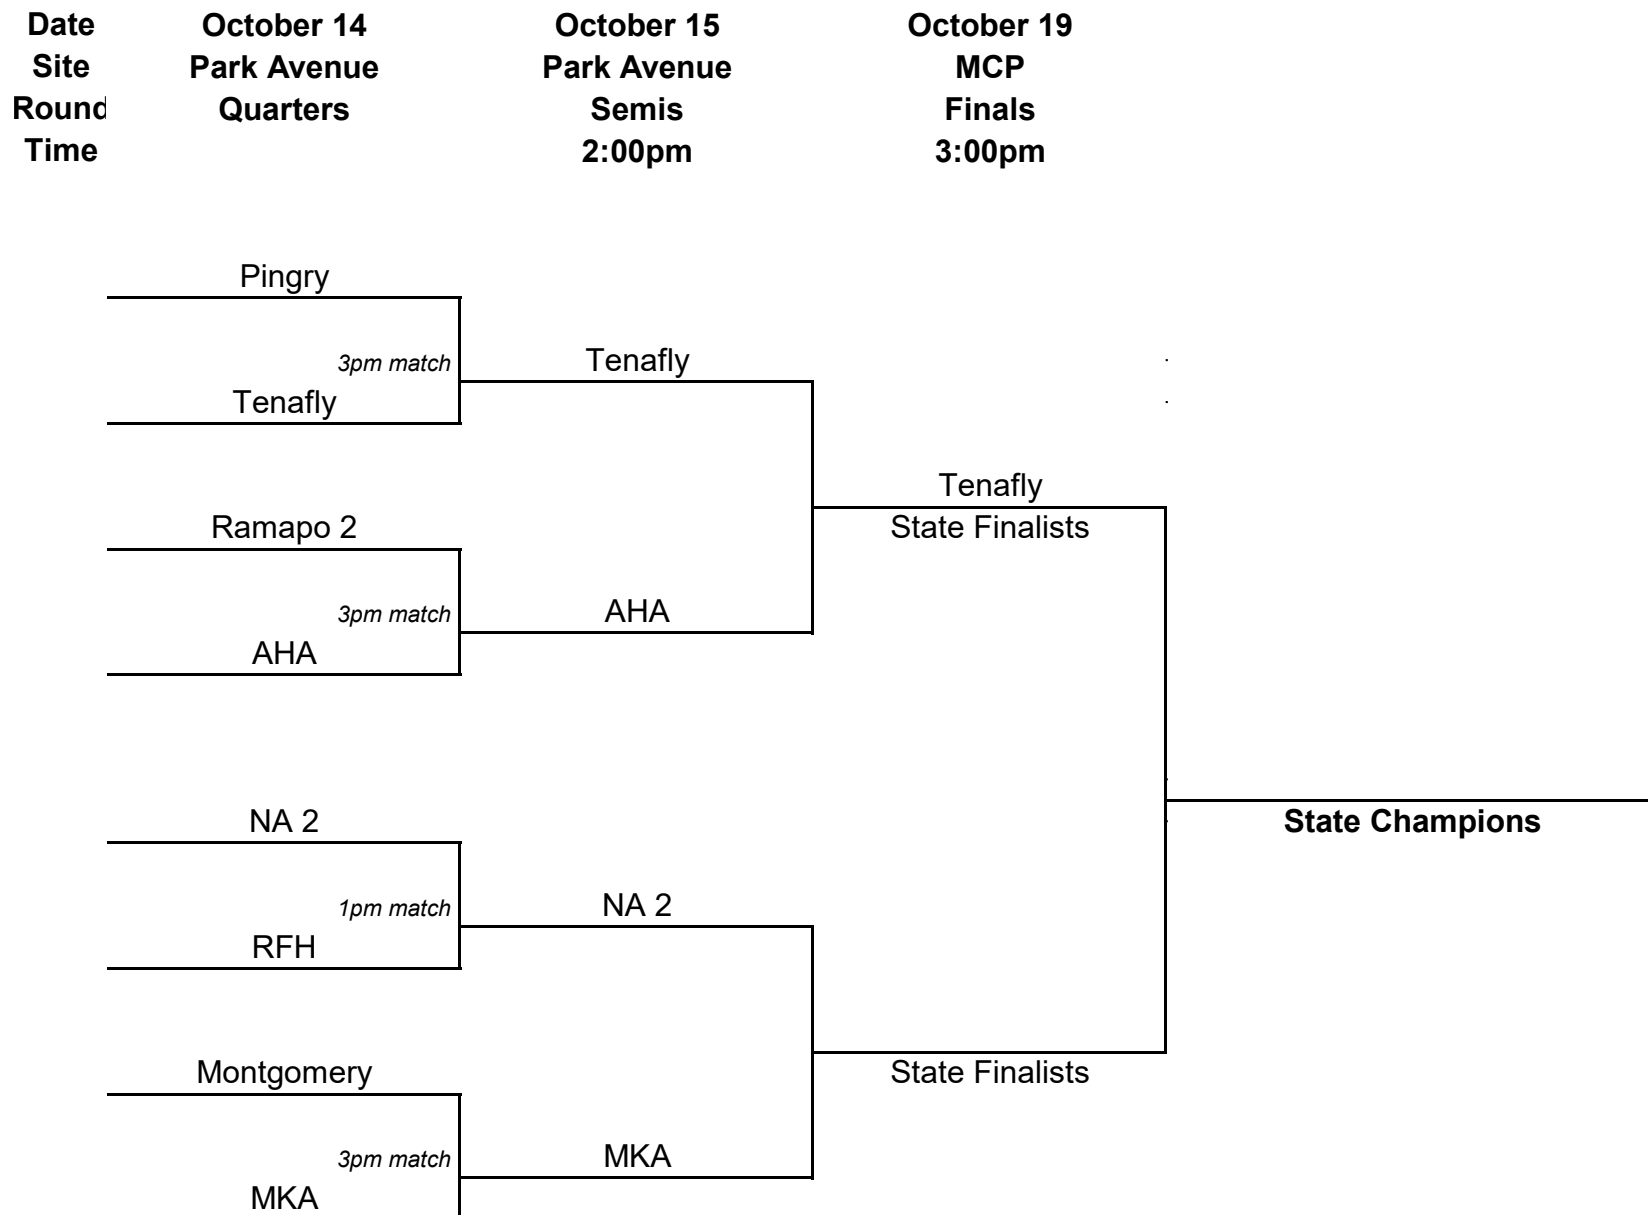 Date October 14 October 15 October 19
Site Park Avenue Park Avenue MCP
Round Quarters Semis Finals
Time 2:00pm 3:00pm
Pingry
3pm match Tenafly
Tenafly
Tenafly
Ramapo 2 State Finalists
3pm match AHA
AHA
NA 2 State Champions
1pm match NA 2
RFH
Montgomery State Finalists
3pm match MKA
MKA